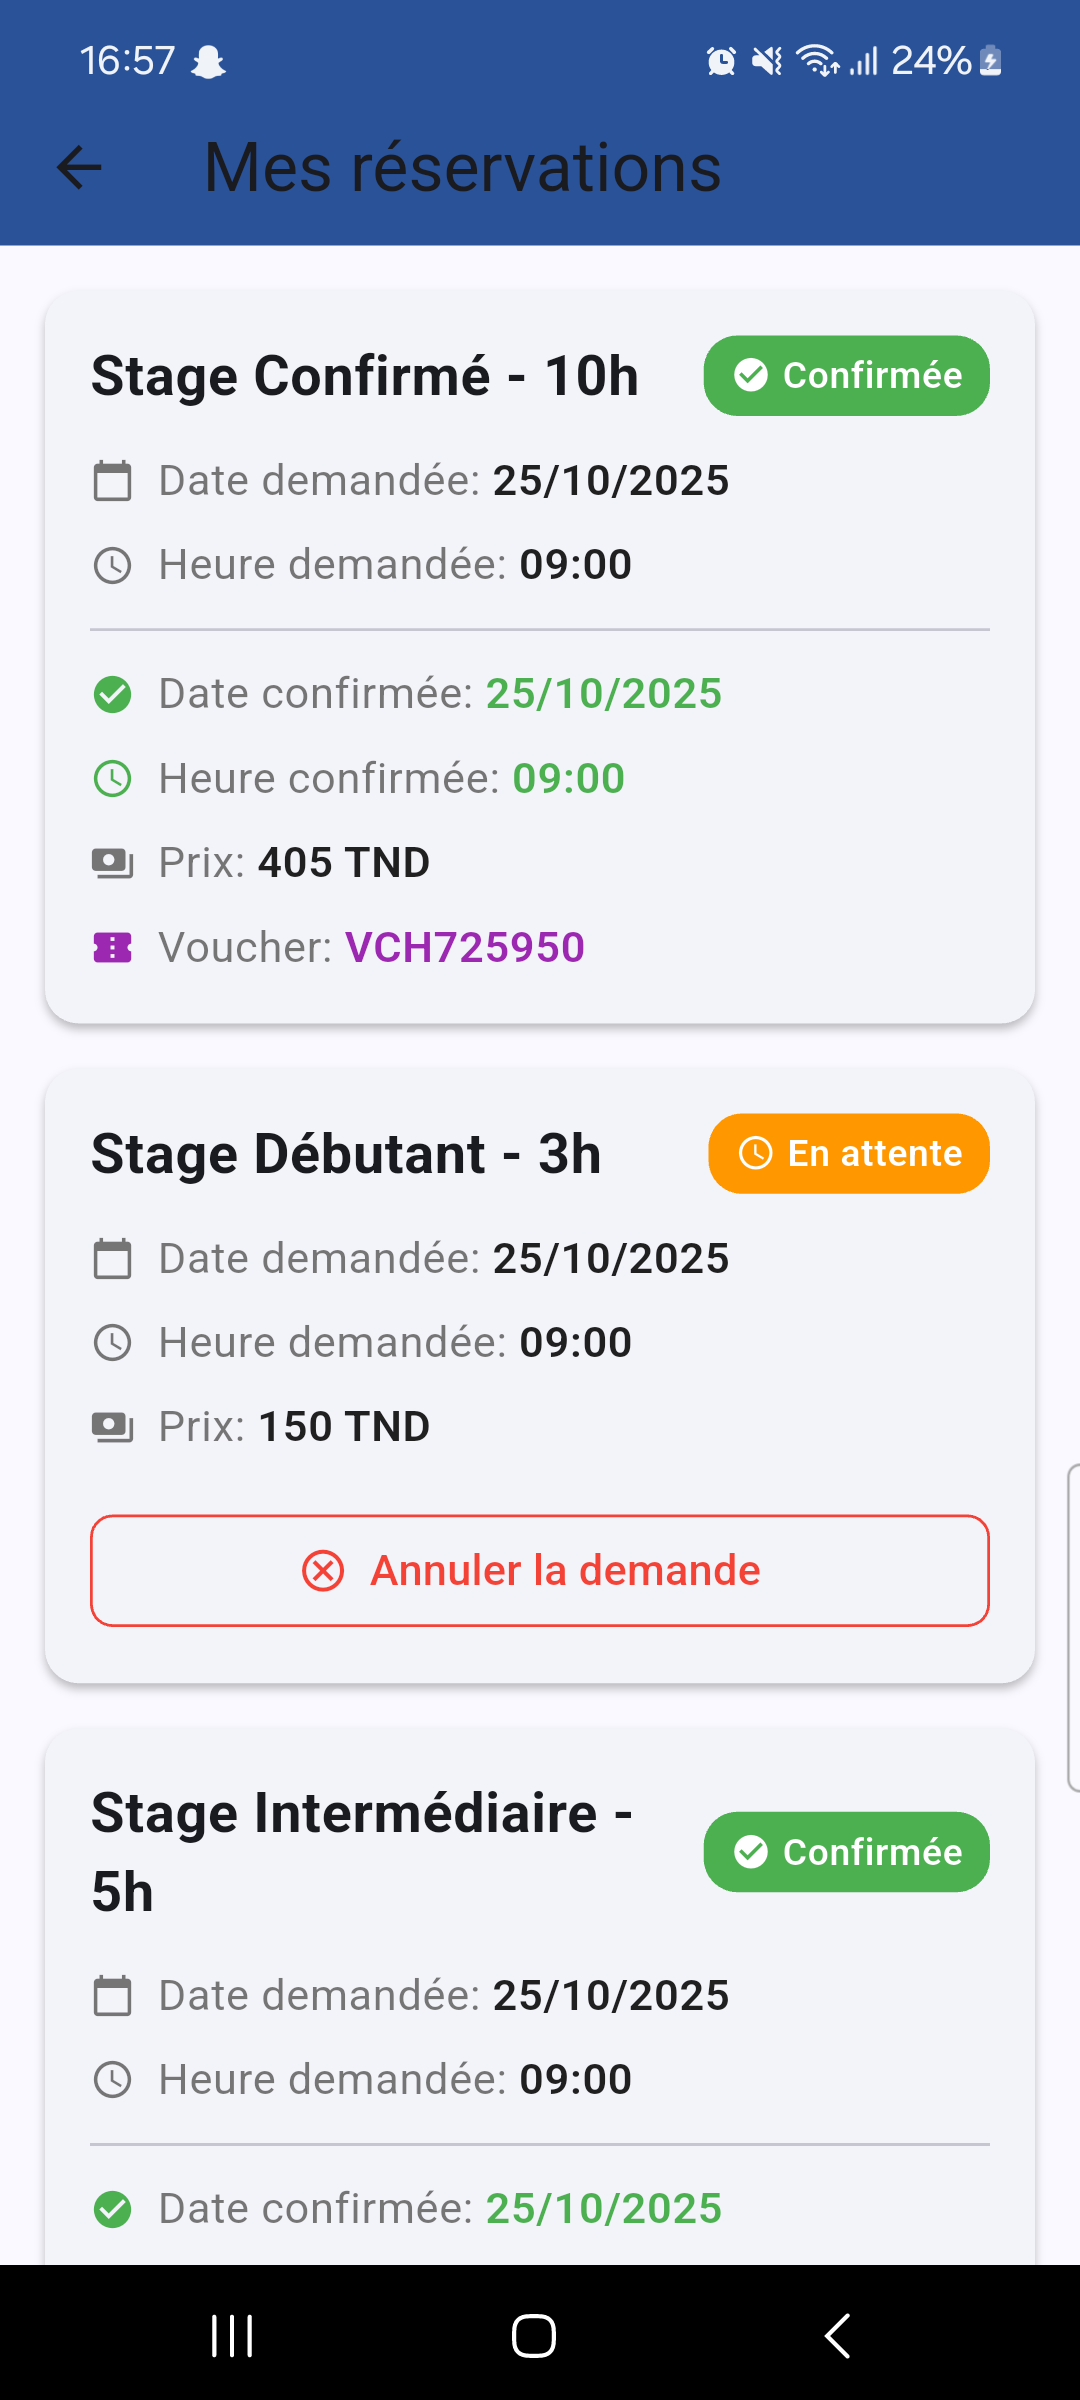 16:57
24%
Mes réservations
Stage Confirmé - 10h
Confirmée
Date demandée: 25/10/2025
Heure demandée: 09:00
Date confirmée: 25/10/2025
Heure confirmée: 09:00
Prix: 405 TND
Voucher: VCH725950
Stage Débutant - 3h
En attente
Date demandée: 25/10/2025
Heure demandée: 09:00
Prix: 150 TND
Annuler la demande
Stage Intermédiaire -
5h
Confirmée
Date demandée: 25/10/2025
Heure demandée: 09:00
Date confirmée: 25/10/2025